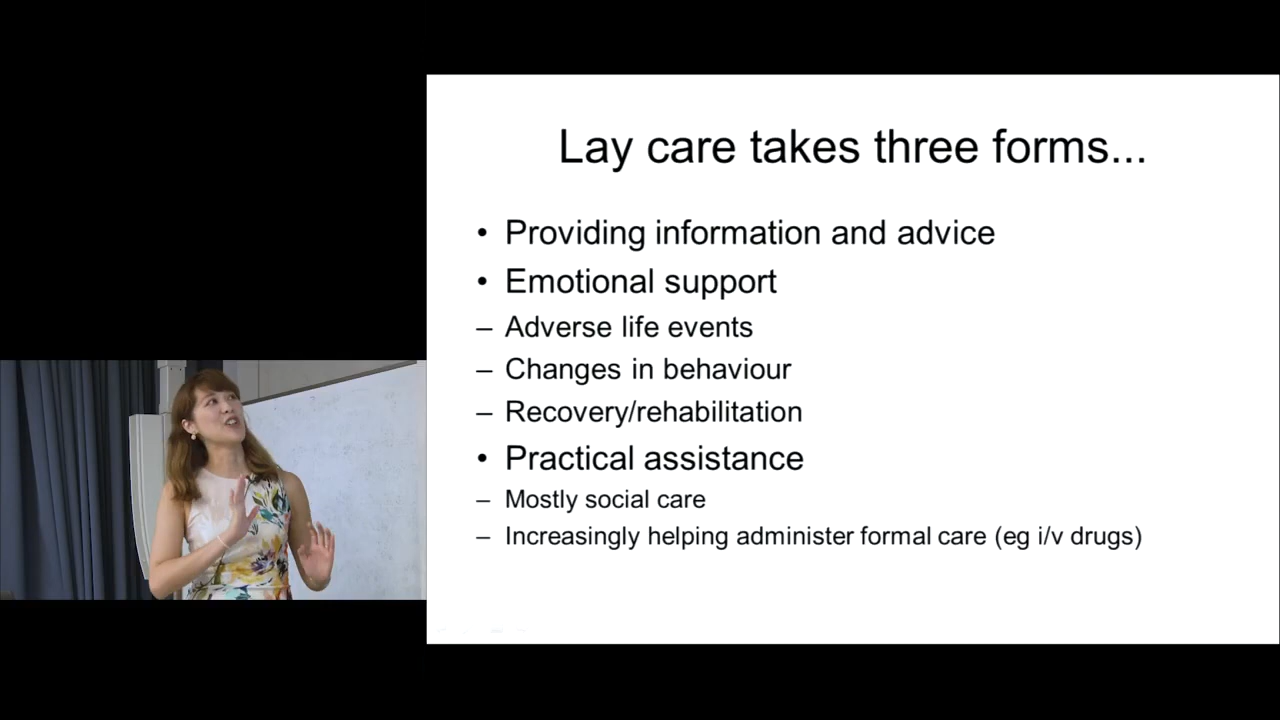 Lay care takes three forms...
• Providing information and advice
• Emotional support
– Adverse life events
– Changes in behaviour
– Recovery/rehabilitation
• Practical assistance
– Mostly social care
– Increasingly helping administer formal care (eg i/v drugs)